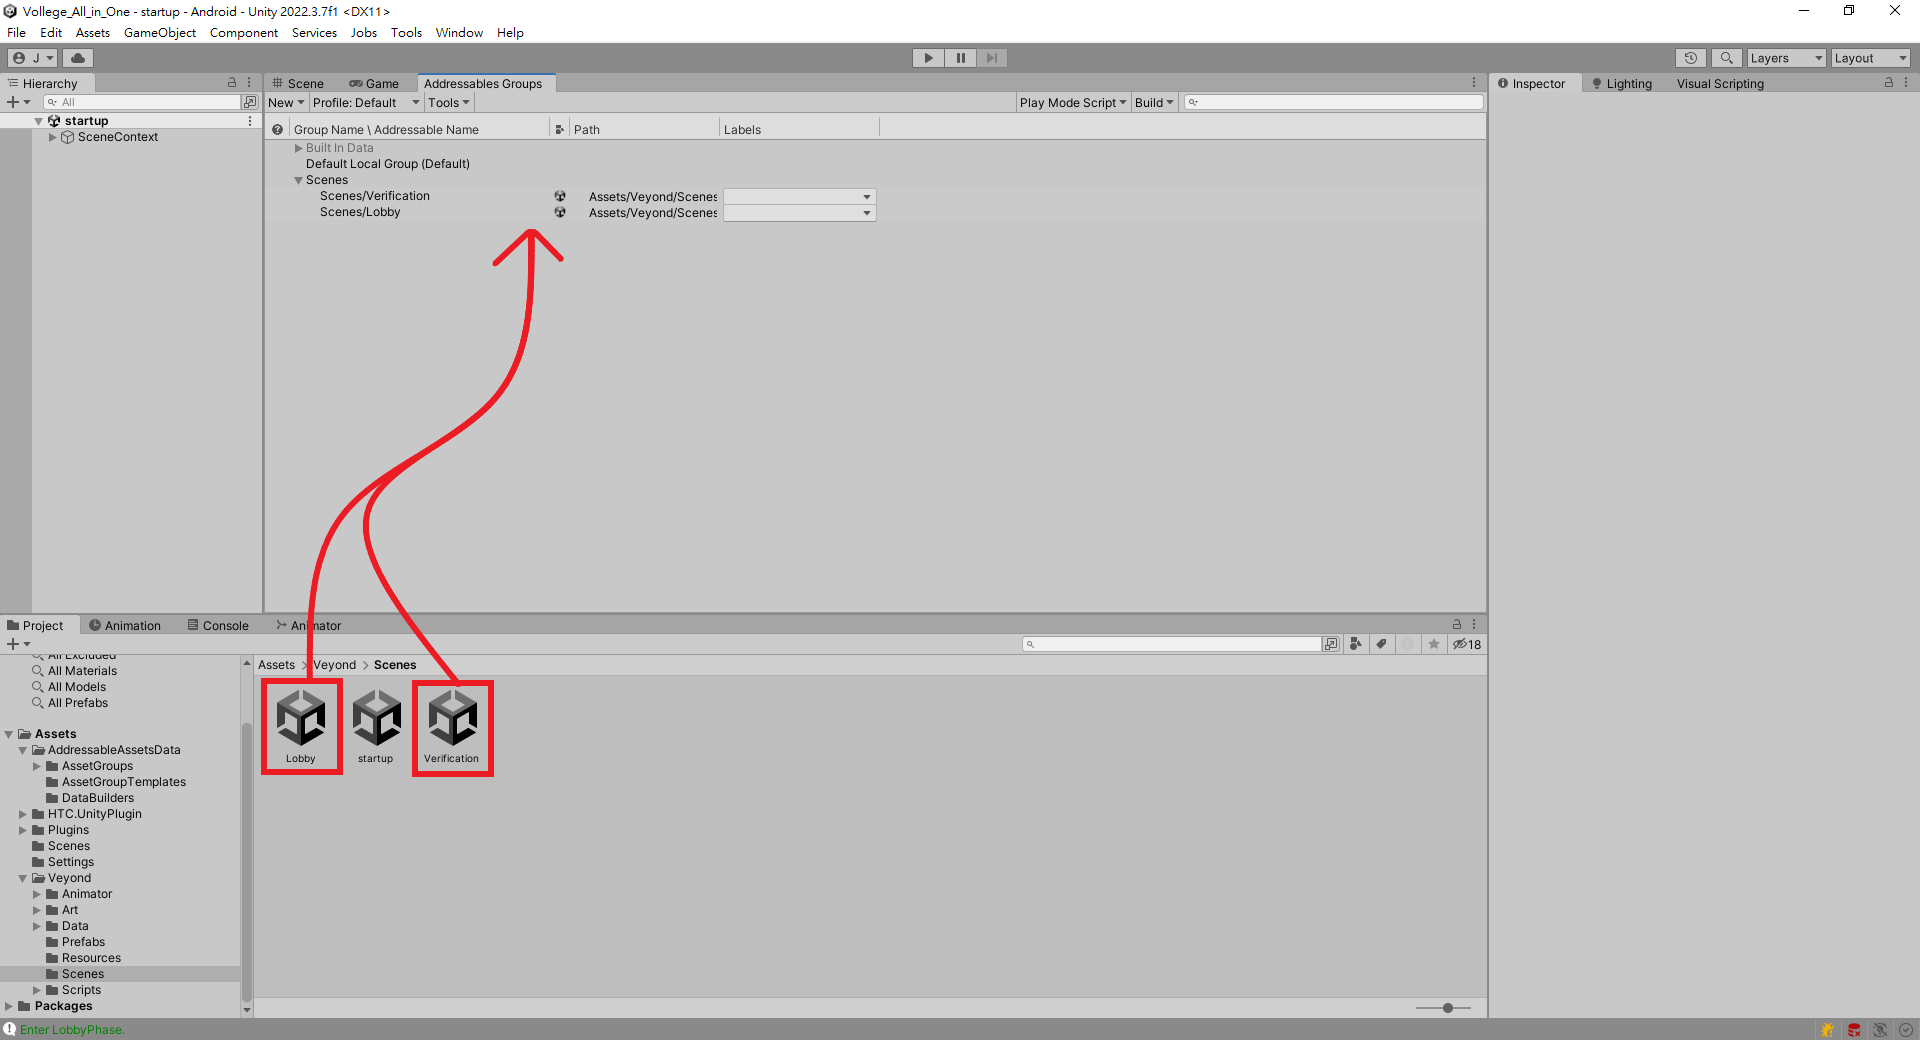 Vollege_All_in_One - startup - Android - Unity 2022.3.7f1 <DX11>
File Edit Assets GameObject Component Services Jobs Tools Window Help
J Layers Layout
Hierarchy Scene Game Addressables Groups Inspector Lighting Visual Scripting
All New Profile: Default Tools Play Mode Script Build
startup
SceneContext
Group Name \ Addressable Name Path Labels
Built In Data
Default Local Group (Default)
Scenes
Scenes/Verification Assets/Veyond/Scenes
Scenes/Lobby Assets/Veyond/Scenes
Project Animation Console Animator
18
All Excluded
All Materials
All Models
All Prefabs
Assets
AddressableAssetsData
AssetGroups
AssetGroupTemplates
DataBuilders
HTC.UnityPlugin
Plugins
Scenes
Settings
Veyond
Animator
Art
Data
Prefabs
Resources
Scenes
Scripts
Packages
Assets > Veyond > Scenes
Lobby startup Verification
Enter LobbyPhase.